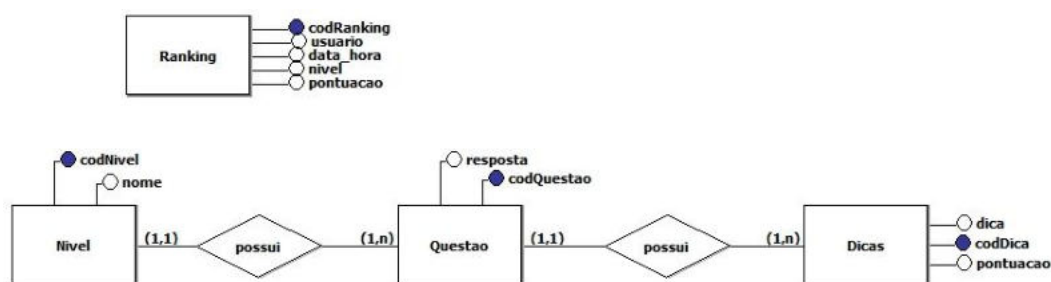 codRanking
usuario
Ranking
data_hora
nivel
pontuacao
codNivel
nome
resposta
codQuestao
Nivel
(1,1)
possui
(1,n)
Questao
(1,1)
possui
(1,n)
Dicas
dica
codDica
pontuacao